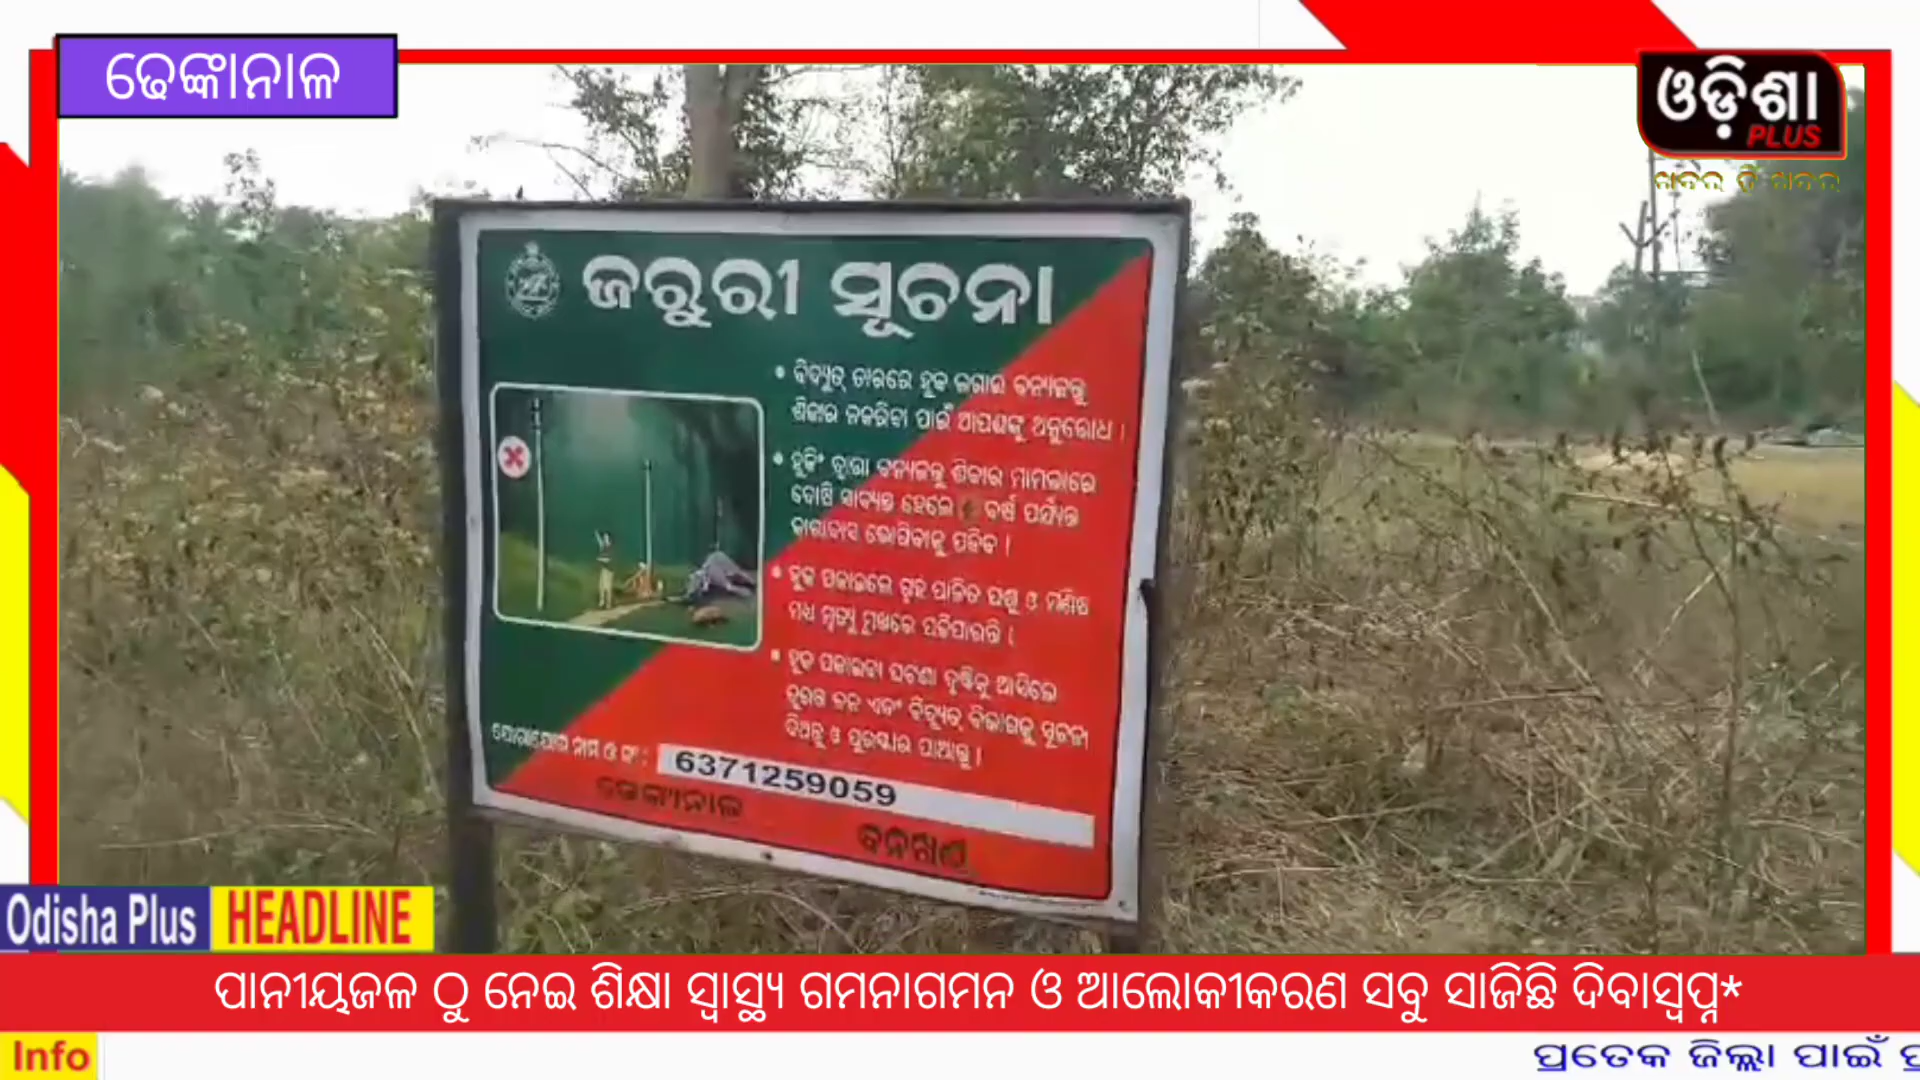 ଢେଙ୍କାନାଳ
ଓଡ଼ିଶା
PLUS
ଖବର ହିଁ ଖବର
ଜରୁରୀ ସୂଚନା
• ବିଦ୍ୟୁତ୍ ତାରରେ ହୁକ ଲଗାଇ ବନ୍ୟଜନ୍ତୁ
ଶିକାର ନକରିବା ପାଇଁ ଆପଣଙ୍କୁ ଅନୁରୋଧ ।
• ହୁକିଂ ଦ୍ୱାରା ବନ୍ୟଜନ୍ତୁ ଶିକାର ମାମଲାରେ
ଦୋଷି ସାବ୍ୟସ୍ତ ହେଲେ ବର୍ଷ ପର୍ଯ୍ୟନ୍ତ
କାରାବାସ ଭୋଗିବାକୁ ପଡିବ ।
• ହୁକ ପକାଇଲେ ଗୃହ ପାଳିତ ପଶୁ ଓ ମଣିଷ
ମଧ୍ୟ ମୃତ୍ୟୁ ମୁଖରେ ପଡିପାରନ୍ତି ।
• ହୁକ ପକାଇବା ଘଟଣା ଦୃଷ୍ଟିକୁ ଆସିଲେ
ତୁରନ୍ତ ବନ ଏବଂ ବିଦ୍ୟୁତ୍ ବିଭାଗକୁ ସୂଚନା
ଦିଅନ୍ତୁ ଓ ପୁରସ୍କାର ପାଆନ୍ତୁ ।
ଯୋଗାଯୋଗ ନାମ ଓ ନଂ : 6371259059
ଢେଙ୍କାନାଳ ବନଖଣ୍ଡ
Odisha Plus HEADLINE
ପାନୀୟଜଳ ଠୁ ନେଇ ଶିକ୍ଷା ସ୍ୱାସ୍ଥ୍ୟ ଗମନାଗମନ ଓ ଆଲୋକୀକରଣ ସବୁ ସାଜିଛି ଦିବାସ୍ୱପ୍ନ*
Info ପ୍ରତେକ ଜିଲ୍ଲା ପାଇଁ